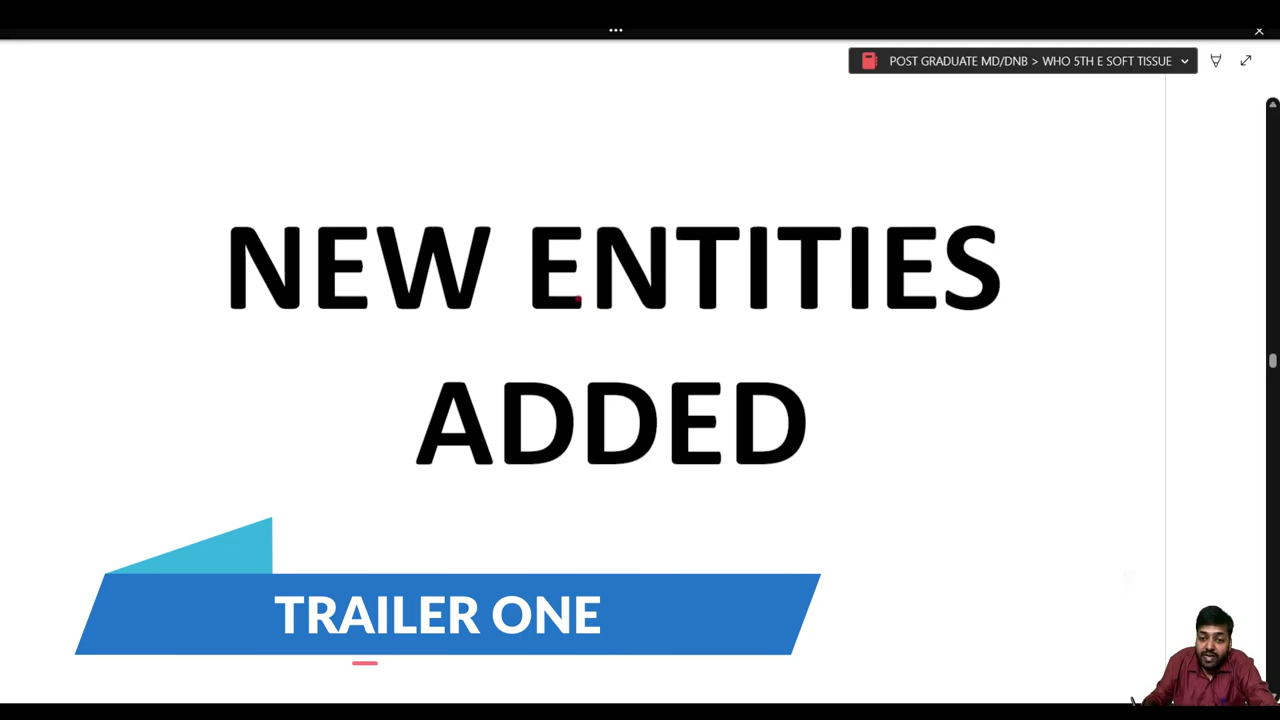 POST GRADUATE MD/DNB > WHO 5TH E SOFT TISSUE
NEW ENTITIES
ADDED
TRAILER ONE